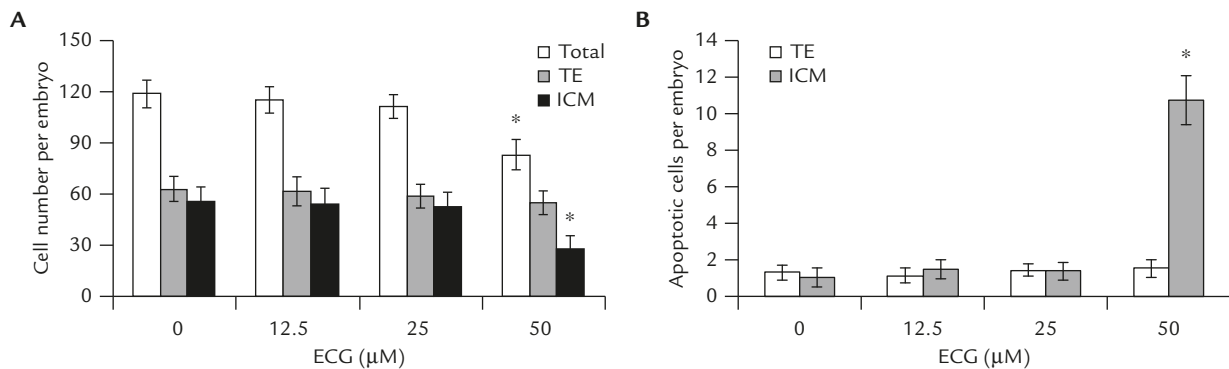 A
Cell number per embryo
150
120
90
60
30
0
Total
TE
ICM
*
*
0 12.5 25 50
ECG (μM)
B
Apoptotic cells per embryo
14
12
10
8
6
4
2
0
TE
ICM
*
0 12.5 25 50
ECG (μM)